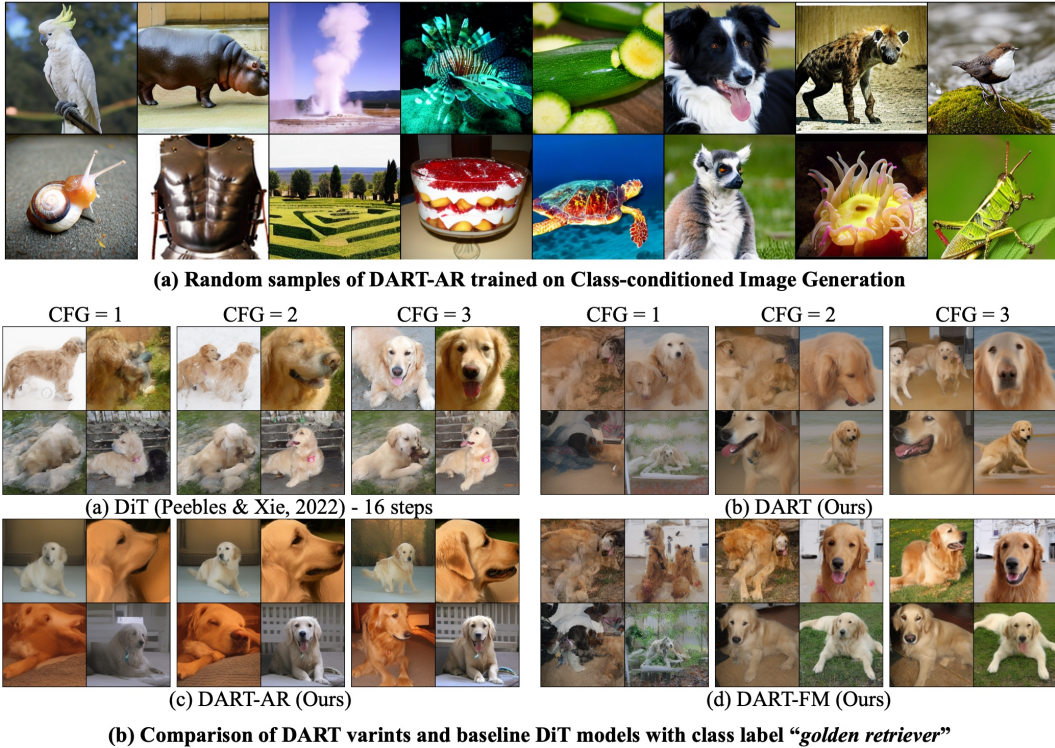 (a) Random samples of DART-AR trained on Class-conditioned Image Generation
CFG = 1 CFG = 2 CFG = 3 CFG = 1 CFG = 2 CFG = 3
(a) DiT (Peebles & Xie, 2022) - 16 steps (b) DART (Ours)
(c) DART-AR (Ours) (d) DART-FM (Ours)
(b) Comparison of DART varints and baseline DiT models with class label “golden retriever”